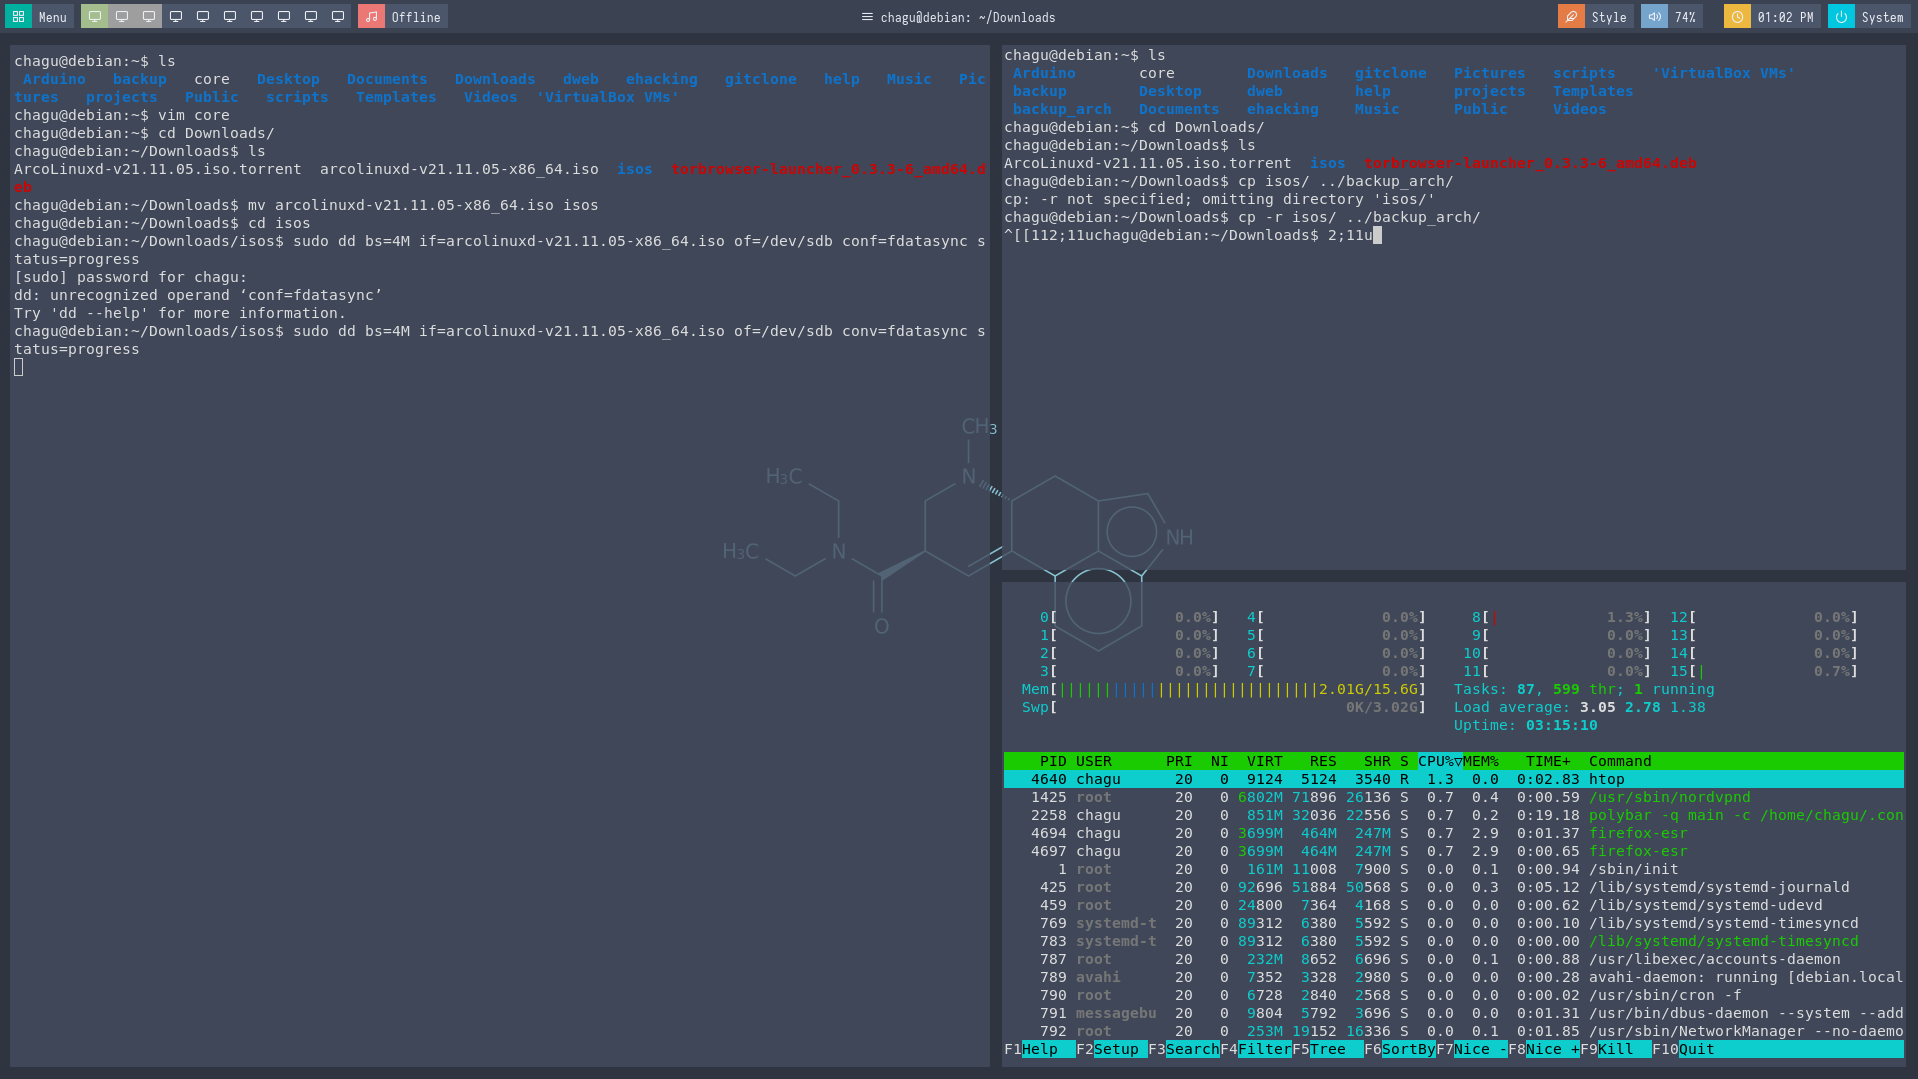 Menu Offline chagu@debian: ~/Downloads Style 74% 01:02 PM System
chagu@debian:~$ ls
Arduino backup core Desktop Documents Downloads dweb ehacking gitclone help Music Pic
tures projects Public scripts Templates Videos 'VirtualBox VMs'
chagu@debian:~$ vim core
chagu@debian:~$ cd Downloads/
chagu@debian:~/Downloads$ ls
ArcoLinuxd-v21.11.05.iso.torrent arcolinuxd-v21.11.05-x86_64.iso isos torbrowser-launcher_0.3.3-6_amd64.d
eb
chagu@debian:~/Downloads$ mv arcolinuxd-v21.11.05-x86_64.iso isos
chagu@debian:~/Downloads$ cd isos
chagu@debian:~/Downloads/isos$ sudo dd bs=4M if=arcolinuxd-v21.11.05-x86_64.iso of=/dev/sdb conf=fdatasync s
tatus=progress
[sudo] password for chagu:
dd: unrecognized operand ‘conf=fdatasync’
Try 'dd --help' for more information.
chagu@debian:~/Downloads/isos$ sudo dd bs=4M if=arcolinuxd-v21.11.05-x86_64.iso of=/dev/sdb conv=fdatasync s
tatus=progress
chagu@debian:~$ ls
Arduino core Downloads gitclone Pictures scripts 'VirtualBox VMs'
backup Desktop dweb help projects Templates
backup_arch Documents ehacking Music Public Videos
chagu@debian:~$ cd Downloads/
chagu@debian:~/Downloads$ ls
ArcoLinuxd-v21.11.05.iso.torrent isos torbrowser-launcher_0.3.3-6_amd64.deb
chagu@debian:~/Downloads$ cp isos/ ../backup_arch/
cp: -r not specified; omitting directory 'isos/'
chagu@debian:~/Downloads$ cp -r isos/ ../backup_arch/
^[[112;11uchagu@debian:~/Downloads$ 2;11u
CH3
H3C
N
NH
H3C
N
O
0[ 0.0%] 4[ 0.0%] 8[| 1.3%] 12[ 0.0%]
1[ 0.0%] 5[ 0.0%] 9[ 0.0%] 13[ 0.0%]
2[ 0.0%] 6[ 0.0%] 10[ 0.0%] 14[ 0.0%]
3[ 0.0%] 7[ 0.0%] 11[ 0.0%] 15[| 0.7%]
Mem[|||||||||||||||||||||||||||||2.01G/15.6G] Tasks: 87, 599 thr; 1 running
Swp[ 0K/3.02G] Load average: 3.05 2.78 1.38
Uptime: 03:15:10
PID USER PRI NI VIRT RES SHR S CPU%▽MEM% TIME+ Command
4640 chagu 20 0 9124 5124 3540 R 1.3 0.0 0:02.83 htop
1425 root 20 0 6802M 71896 26136 S 0.7 0.4 0:00.59 /usr/sbin/nordvpnd
2258 chagu 20 0 851M 32036 22556 S 0.7 0.2 0:19.18 polybar -q main -c /home/chagu/.con
4694 chagu 20 0 3699M 464M 247M S 0.7 2.9 0:01.37 firefox-esr
4697 chagu 20 0 3699M 464M 247M S 0.7 2.9 0:00.65 firefox-esr
1 root 20 0 161M 11008 7900 S 0.0 0.1 0:00.94 /sbin/init
425 root 20 0 92696 51884 50568 S 0.0 0.3 0:05.12 /lib/systemd/systemd-journald
459 root 20 0 24800 7364 4168 S 0.0 0.0 0:00.62 /lib/systemd/systemd-udevd
769 systemd-t 20 0 89312 6380 5592 S 0.0 0.0 0:00.10 /lib/systemd/systemd-timesyncd
783 systemd-t 20 0 89312 6380 5592 S 0.0 0.0 0:00.00 /lib/systemd/systemd-timesyncd
787 root 20 0 232M 8652 6696 S 0.0 0.1 0:00.88 /usr/libexec/accounts-daemon
789 avahi 20 0 7352 3328 2980 S 0.0 0.0 0:00.28 avahi-daemon: running [debian.local
790 root 20 0 6728 2840 2568 S 0.0 0.0 0:00.02 /usr/sbin/cron -f
791 messagebu 20 0 9804 5792 3696 S 0.0 0.0 0:01.31 /usr/bin/dbus-daemon --system --add
792 root 20 0 253M 19152 16336 S 0.0 0.1 0:01.85 /usr/sbin/NetworkManager --no-daemo
F1Help F2Setup F3SearchF4FilterF5Tree F6SortByF7Nice -F8Nice +F9Kill F10Quit